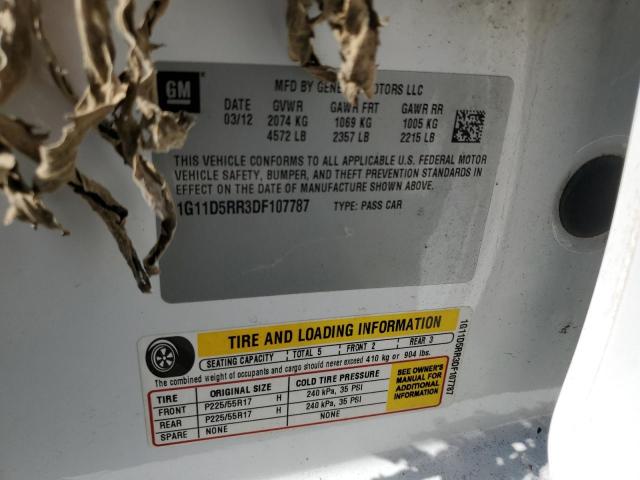 GM
MFD BY GENE MOTORS LLC
DATE GVWR GAWR FRT GAWR RR
03/12 2074 KG 1069 KG 1005 KG
4572 LB 2357 LB 2215 LB
THIS VEHICLE CONFORMS TO ALL APPLICABLE U.S. FEDERAL MOTOR
VEHICLE SAFETY, BUMPER, AND THEFT PREVENTION STANDARDS
IN EFFECT ON THE DATE OF MANUFACTURE SHOWN ABOVE.
1G11D5RR3DF107787 TYPE: PASS CAR
TIRE AND LOADING INFORMATION
SEATING CAPACITY TOTAL 5 FRONT 2 REAR 3
The combined weight of occupants and cargo should never exceed 410 kg or 904 lbs.
TIRE ORIGINAL SIZE COLD TIRE PRESSURE
FRONT P225/55R17 H 240 kPa, 35 PSI
REAR P225/55R17 H 240 kPa, 35 PSI
SPARE NONE NONE
SEE OWNER'S
MANUAL FOR
ADDITIONAL
INFORMATION
1G11D5RR3DF107787